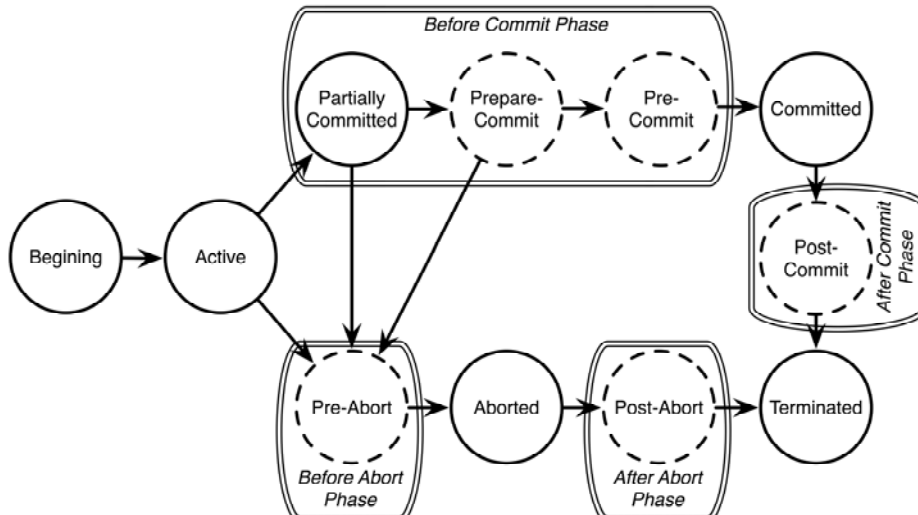 Before Commit Phase
Partially
Committed
Prepare-
Commit
Pre-
Commit
Committed
Begining
Active
Post-
Commit
After Commit
Phase
Pre-Abort
Aborted
Post-Abort
Terminated
Before Abort
Phase
After Abort
Phase